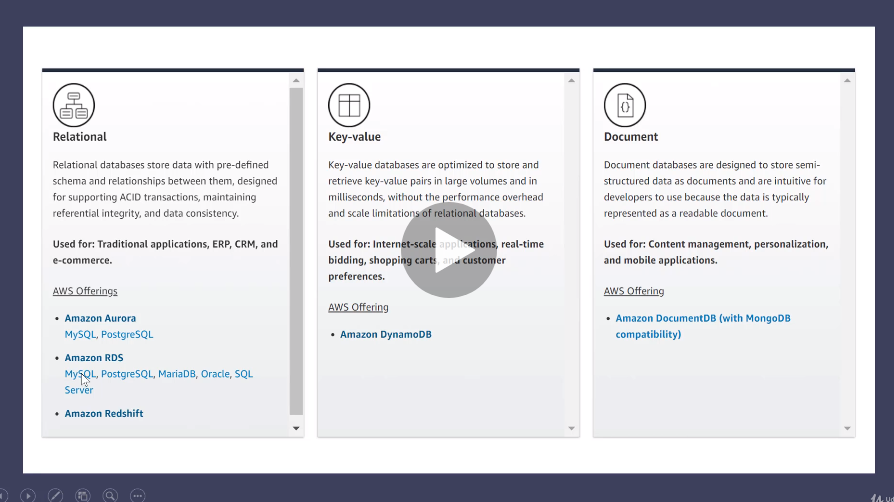 Relational
Relational databases store data with pre-defined
schema and relationships between them, designed
for supporting ACID transactions, maintaining
referential integrity, and data consistency.
Used for: Traditional applications, ERP, CRM, and
e-commerce.
AWS Offerings
• Amazon Aurora
MySQL, PostgreSQL
• Amazon RDS
MySQL, PostgreSQL, MariaDB, Oracle, SQL
Server
• Amazon Redshift
Key-value
Key-value databases are optimized to store and
retrieve key-value pairs in large volumes and in
milliseconds, without the performance overhead
and scale limitations of relational databases.
Used for: Internet-scale applications, real-time
bidding, shopping carts, and customer
preferences.
AWS Offering
• Amazon DynamoDB
Document
Document databases are designed to store semi-
structured data as documents and are intuitive for
developers to use because the data is typically
represented as a readable document.
Used for: Content management, personalization,
and mobile applications.
AWS Offering
• Amazon DocumentDB (with MongoDB
compatibility)